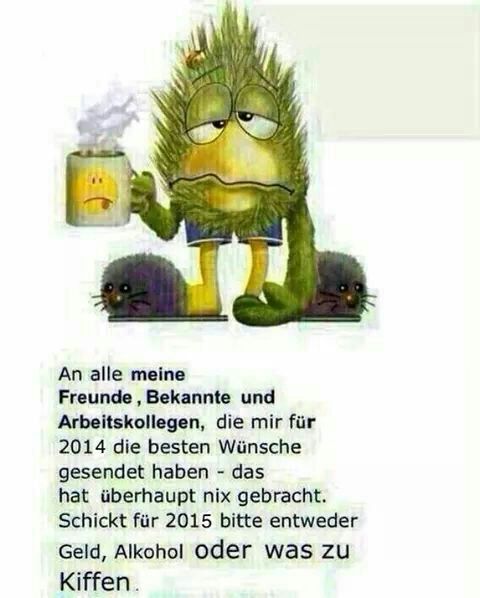 An alle meine
Freunde, Bekannte und
Arbeitskollegen, die mir für
2014 die besten Wünsche
gesendet haben - das
hat überhaupt nix gebracht.
Schickt für 2015 bitte entweder
Geld, Alkohol oder was zu
Kiffen.